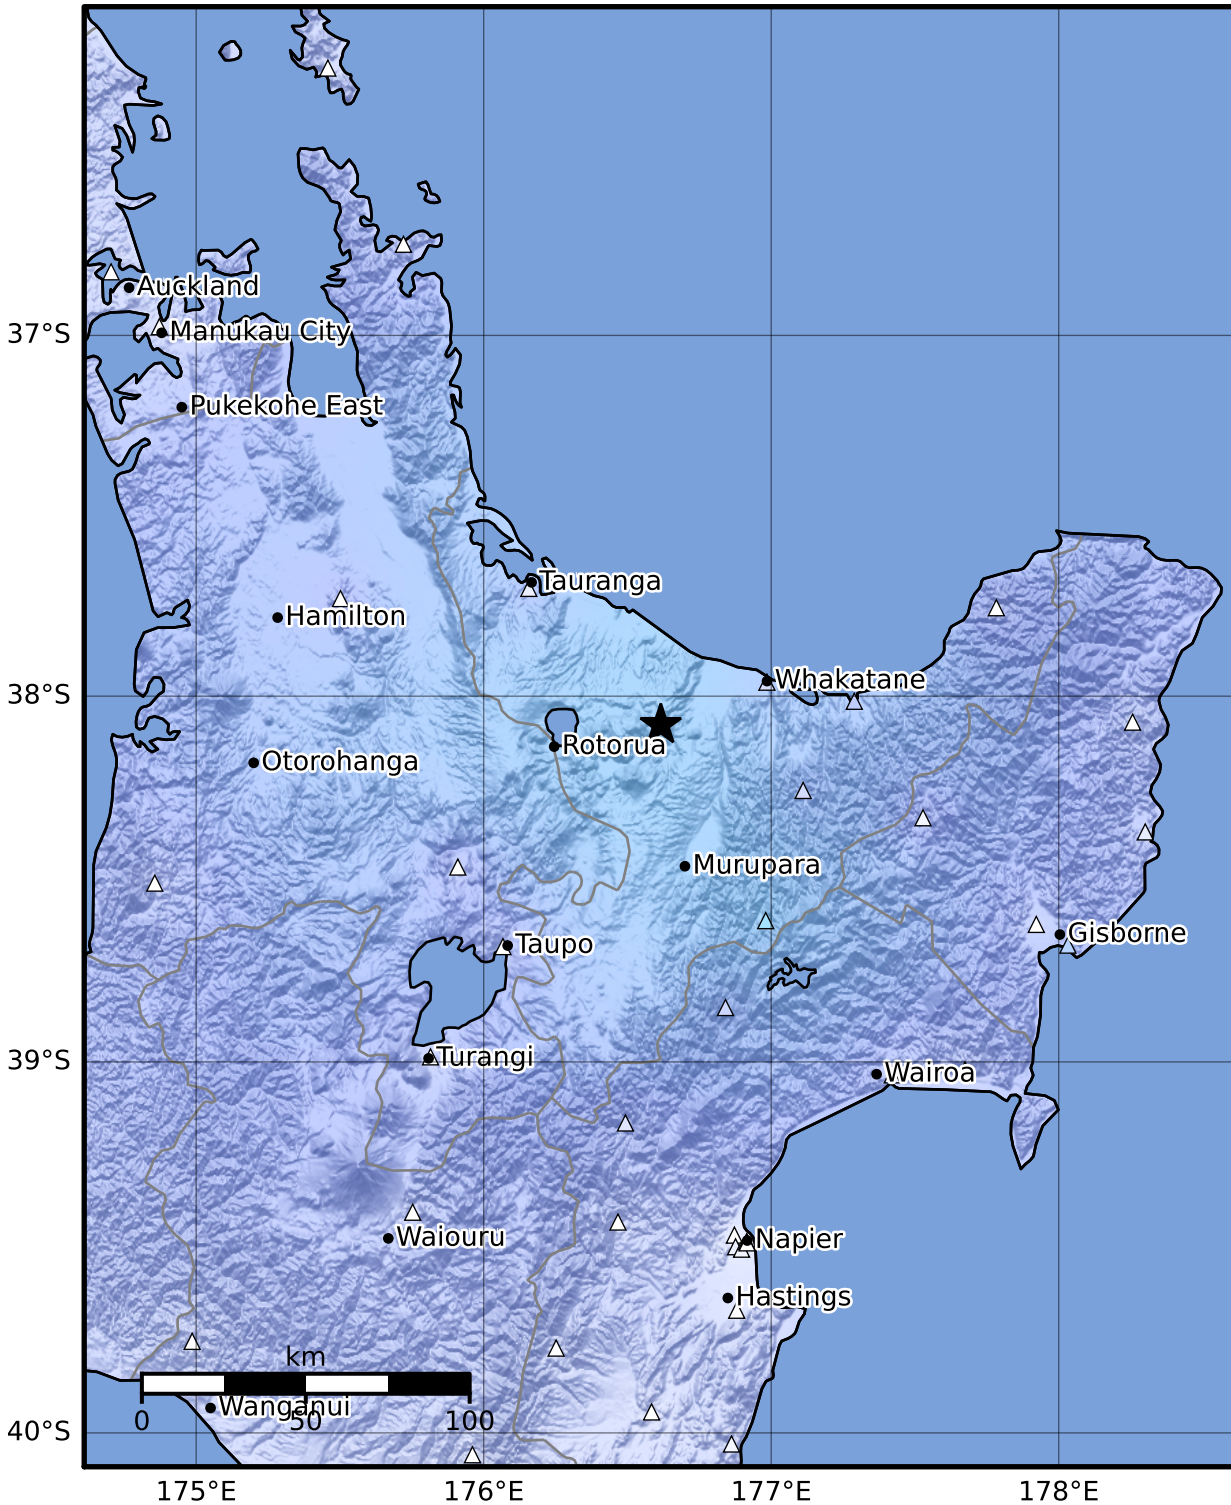 Auckland
Manukau City
37°S
Pukekohe East
Tauranga
Hamilton
Whakatane
38°S
Rotorua
Otorohanga
Murupara
Gisborne
Taupo
Turangi
39°S
Wairoa
Waiouru
Napier
Hastings
km
Wanganui
0 50 100
40°S
175°E 176°E 177°E 178°E